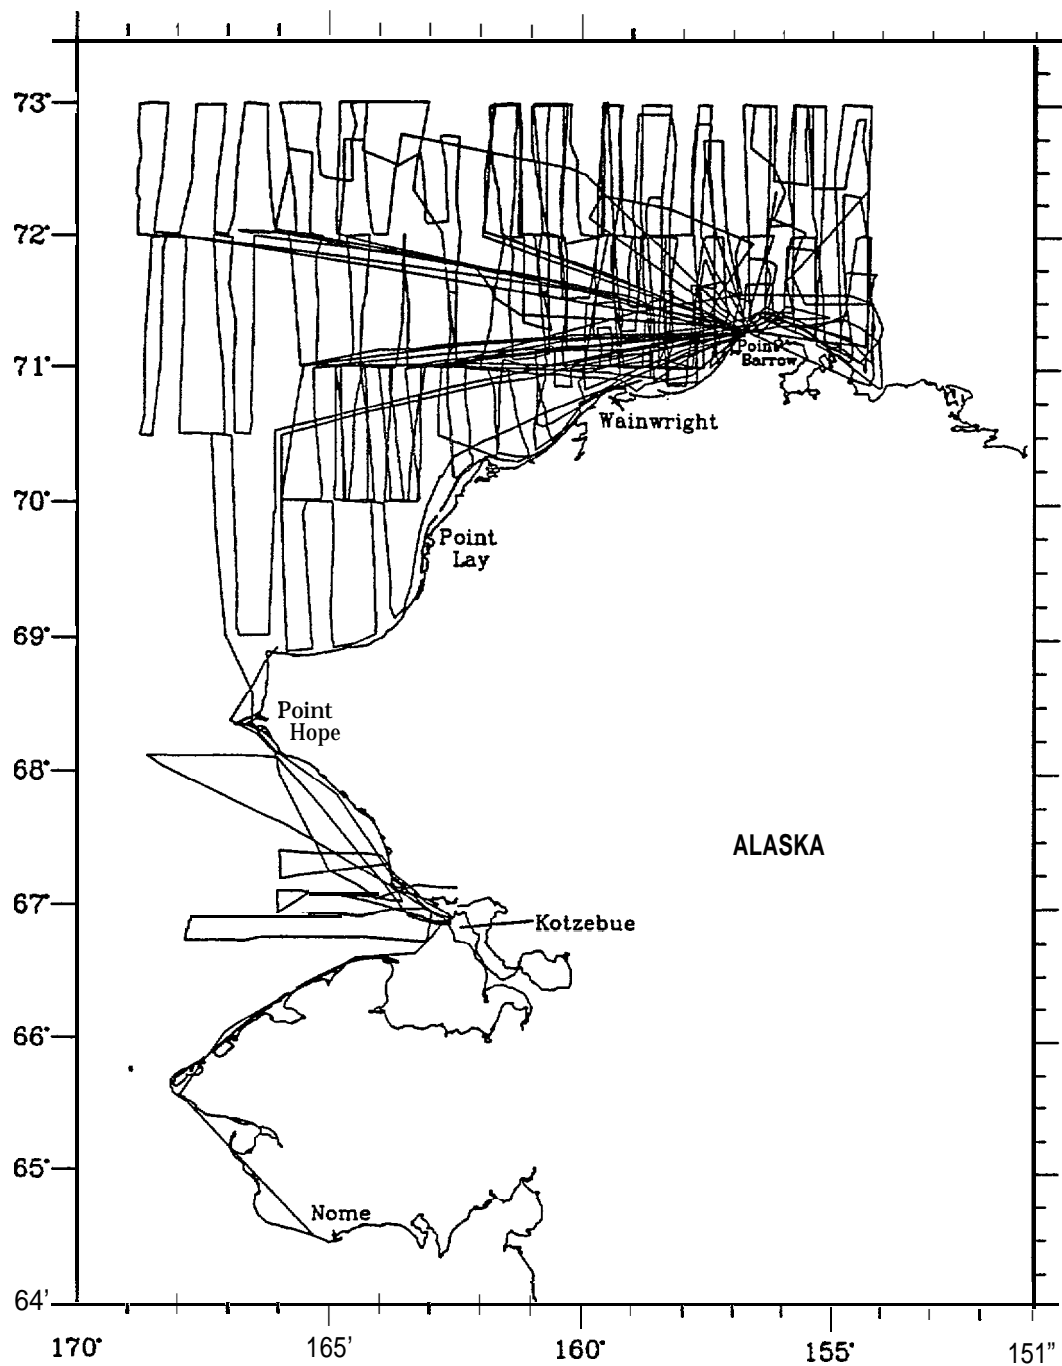 73°
72°
71°
Point
Barrow
Wainwright
70°
Point
Lay
69°
Point
Hope
68°
ALASKA
67°
Kotzebue
66°
65°
Nome
64'
170°
165'
160°
155°
151"